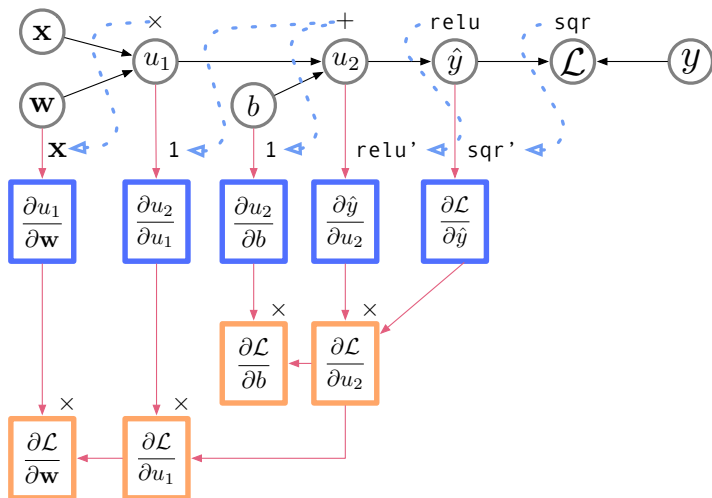 x × + relu sqr
u₁ u₂ ŷ ℒ y
w b
x 1 1 relu’ sqr’
∂u₁/∂w ∂u₂/∂u₁ ∂u₂/∂b ∂ŷ/∂u₂ ∂ℒ/∂ŷ
× ×
∂ℒ/∂b ∂ℒ/∂u₂
× ×
∂ℒ/∂w ∂ℒ/∂u₁